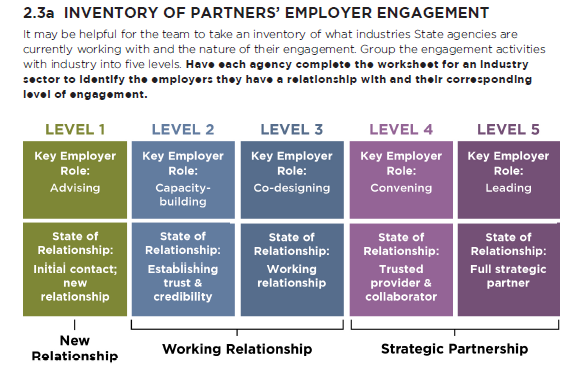 2.3a INVENTORY OF PARTNERS' EMPLOYER ENGAGEMENT
It may be helpful for the team to take an inventory of what industries State agencies are
currently working with and the nature of their engagement. Group the engagement activities
with industry into five levels. Have each agency complete the worksheet for an industry
sector to identify the employers they have a relationship with and their corresponding
level of engagement.
LEVEL 1
LEVEL 2
LEVEL 3
LEVEL 4
LEVEL 5
Key Employer
Role:
Advising
Key Employer
Role:
Capacity-
building
Key Employer
Role:
Co-designing
Key Employer
Role:
Convening
Key Employer
Role:
Leading
State of
Relationship:
Initial contact;
new
relationship
State of
Relationship:
Establishing
trust &
credibility
State of
Relationship:
Working
relationship
State of
Relationship:
Trusted
provider &
collaborator
State of
Relationship:
Full strategic
partner
New
Relationship
Working Relationship
Strategic Partnership